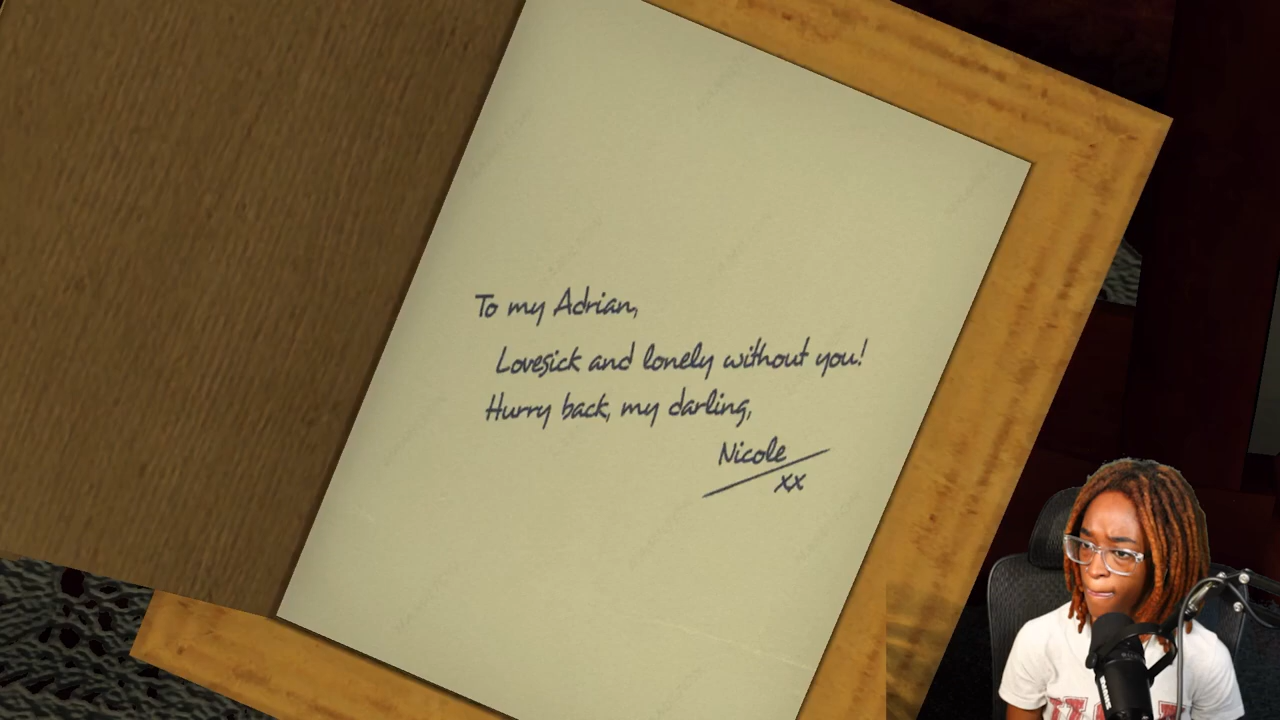 To my Adrian,
Lovesick and lonely without you!
Hurry back, my darling,
Nicole
xx